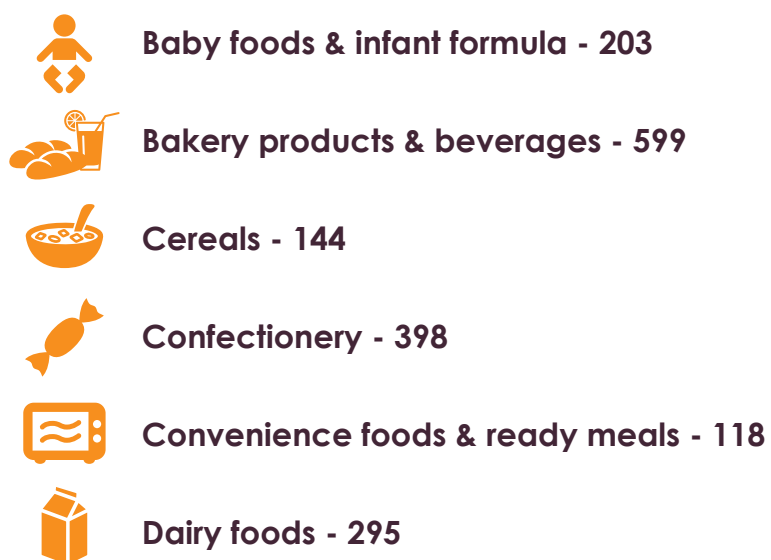 Baby foods & infant formula - 203
Bakery products & beverages - 599
Cereals - 144
Confectionery - 398
Convenience foods & ready meals - 118
Dairy foods - 295